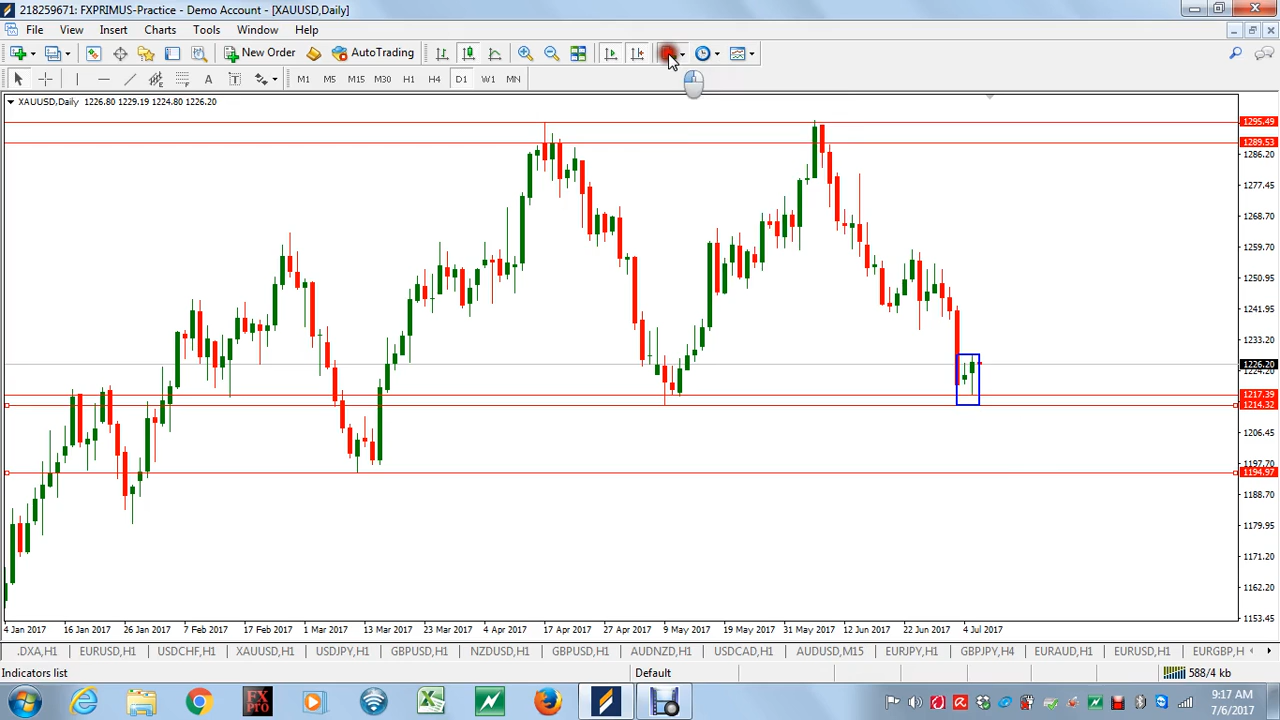 218259671: FXPRIMUS-Practice - Demo Account - [XAUUSD,Daily]
File View Insert Charts Tools Window Help
New Order AutoTrading
A T M1 M5 M15 M30 H1 H4 D1 W1 MN
XAUUSD,Daily 1226.80 1229.19 1224.80 1226.20
1295.49
1289.53
1286.20
1277.45
1268.70
1259.70
1250.95
1241.95
1233.20
1226.20
1224.20
1217.39
1214.32
1206.45
1197.70
1194.97
1188.70
1179.95
1171.20
1162.20
1153.45
4 Jan 2017 16 Jan 2017 26 Jan 2017 7 Feb 2017 17 Feb 2017 1 Mar 2017 13 Mar 2017 23 Mar 2017 4 Apr 2017 17 Apr 2017 27 Apr 2017 9 May 2017 19 May 2017 31 May 2017 12 Jun 2017 22 Jun 2017 4 Jul 2017
.DXA,H1 EURUSD,H1 USDCHF,H1 XAUUSD,H1 USDJPY,H1 GBPUSD,H1 NZDUSD,H1 GBPUSD,H1 AUDNZD,H1 USDCAD,H1 AUDUSD,M15 EURJPY,H1 GBPJPY,H4 EURAUD,H1 EURUSD,H1 EURGBP,H
Indicators list Default 588/4 kb
FX Pro
9:17 AM
7/6/2017